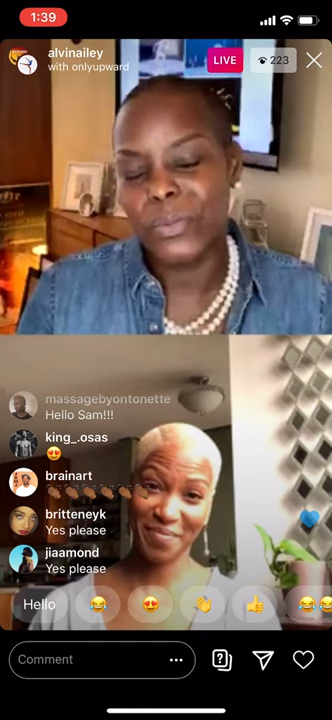 1:39
alvinailey
with onlyupward
LIVE
223
massagebyontonette
Hello Sam!!!
king_.osas
😍
brainart
👏🏾👏🏾👏🏾👏🏾👏🏾👏🏾👏🏾👏🏾
britteneyk
Yes please
jiaamond
Yes please
Hello 😂 😍 👏 👍 😂😂
Comment